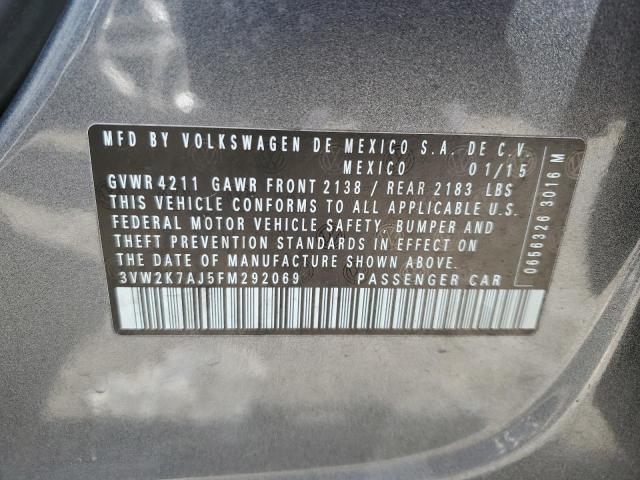 MFD BY VOLKSWAGEN DE MEXICO S.A. DE C.V.
MEXICO 01/15
GVWR 4211 GAWR FRONT 2138 / REAR 2183 LBS
THIS VEHICLE CONFORMS TO ALL APPLICABLE U.S.
FEDERAL MOTOR VEHICLE SAFETY, BUMPER AND
THEFT PREVENTION STANDARDS IN EFFECT ON
THE DATE OF MANUFACTURE SHOWN ABOVE.
3VW2K7AJ5FM292069 PASSENGER CAR
0656326 3016 M